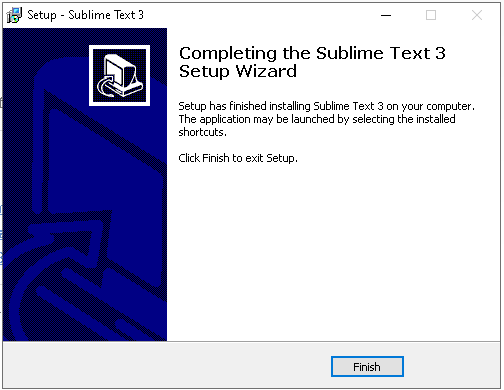 Setup - Sublime Text 3
Completing the Sublime Text 3
Setup Wizard
Setup has finished installing Sublime Text 3 on your computer.
The application may be launched by selecting the installed
shortcuts.
Click Finish to exit Setup.
Finish